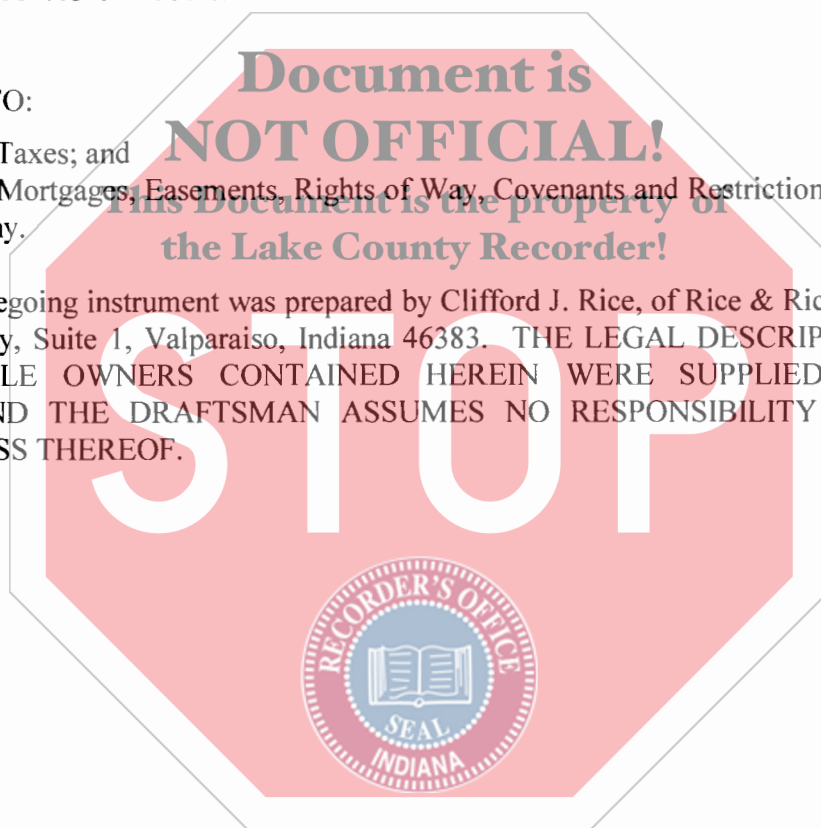 Document is
TO:
NOT OFFICIAL!
Taxes; and
Mortgages, Easements, Rights of Way, Covenants and Restriction
This Document is the property of
ny.
the Lake County Recorder!
egoing instrument was prepared by Clifford J. Rice, of Rice & Ric
y, Suite 1, Valparaiso, Indiana 46383. THE LEGAL DESCRIP
LE OWNERS CONTAINED HEREIN WERE SUPPLIED
ND THE DRAFTSMAN ASSUMES NO RESPONSIBILITY
SS THEREOF.
STOP
RECORDER'S OFFICE
SEAL
INDIANA